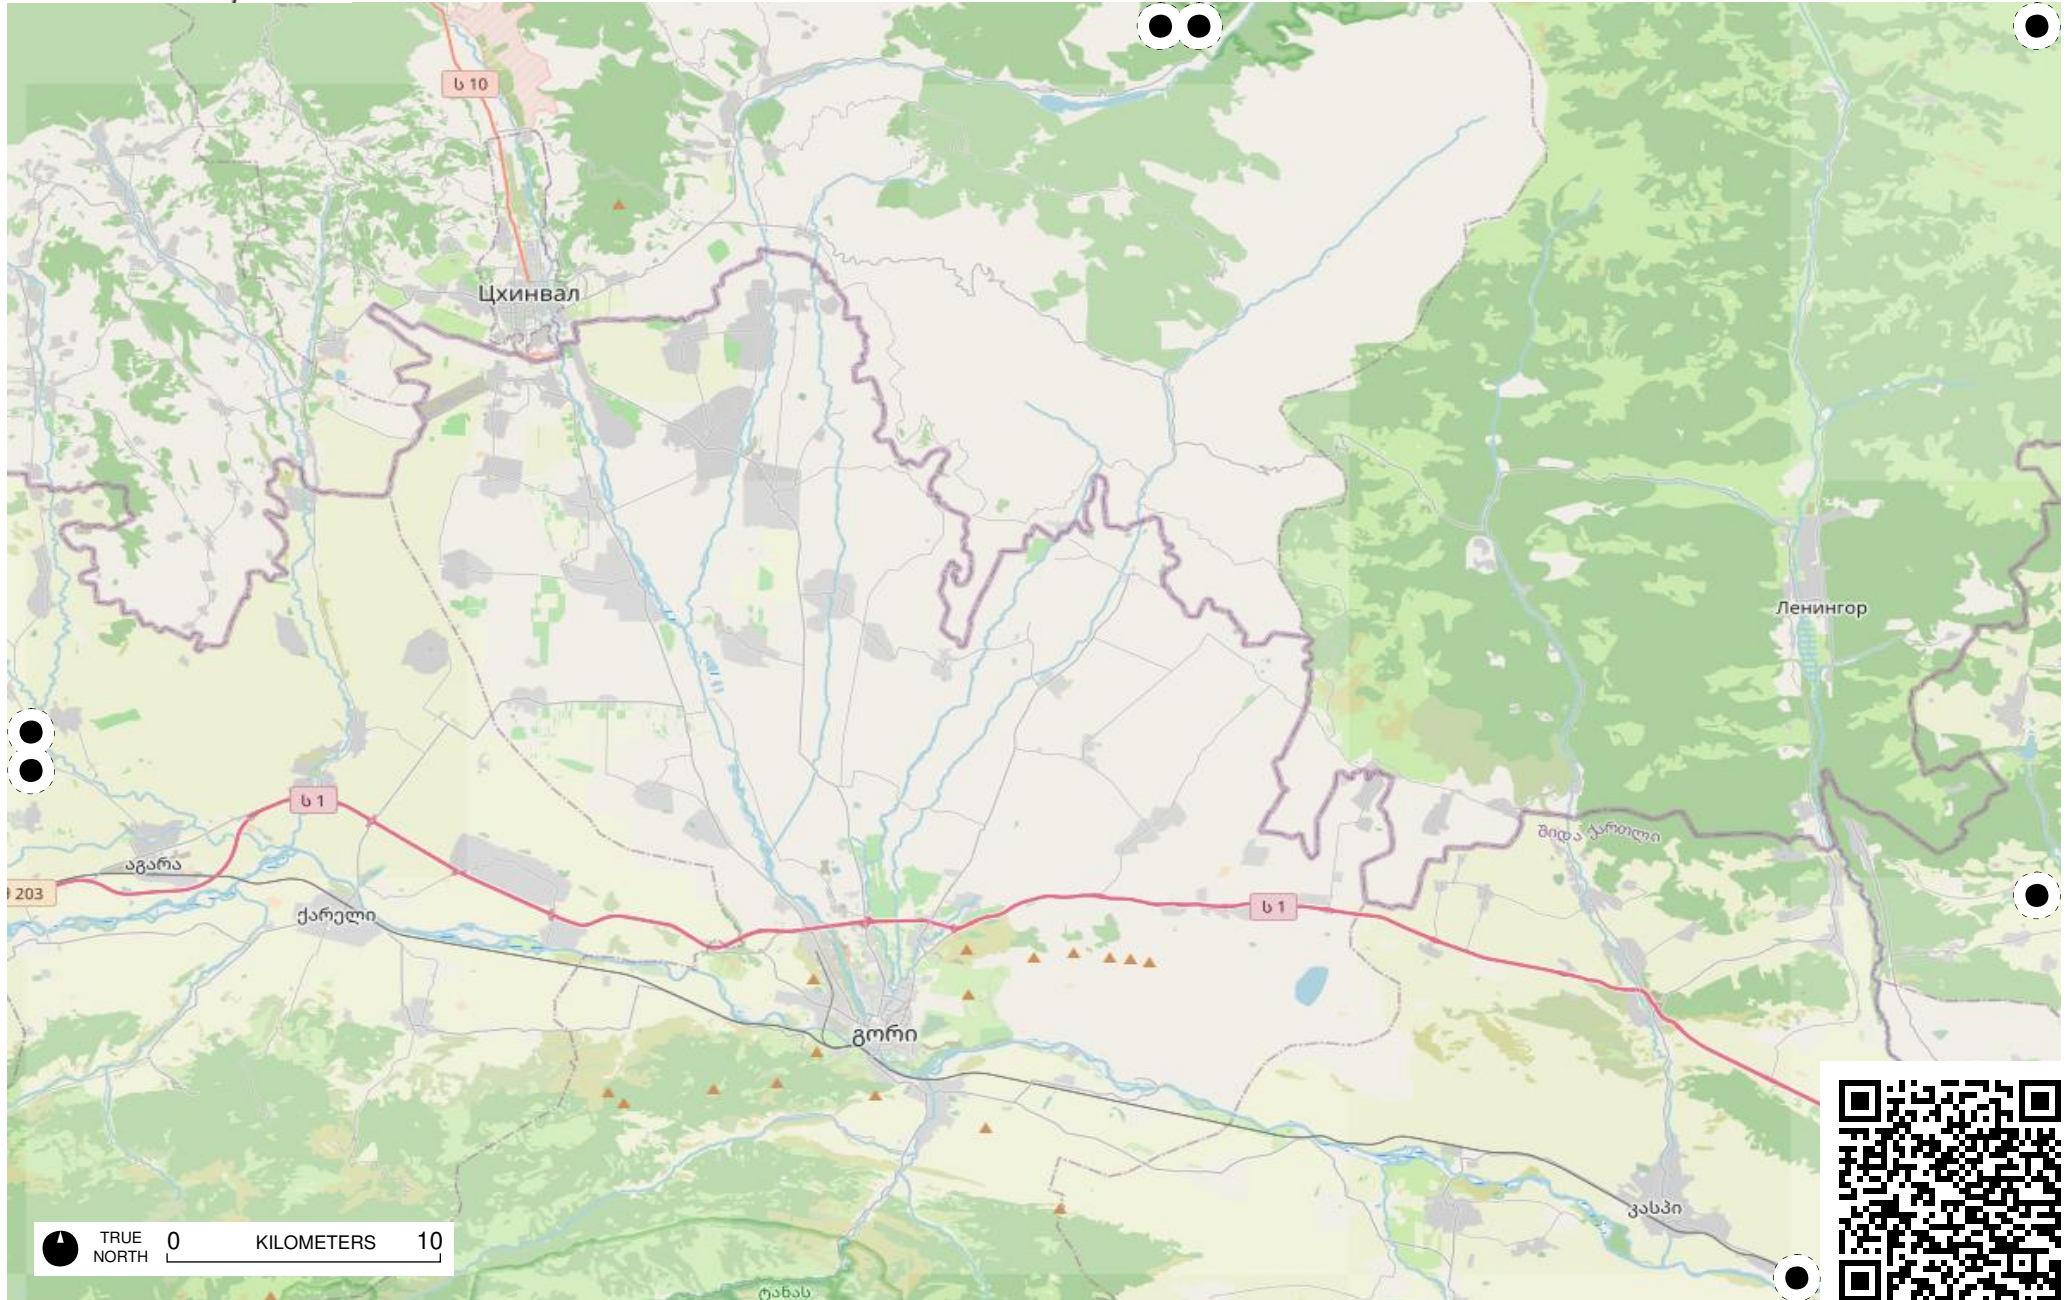 ს 10
Цхинвал
Ленингор
ს 1
შიდა ქართლი
აგარა
203
ქარელი
ს 1
გორი
კასპი
TRUE
NORTH
0 KILOMETERS 10
ტანას